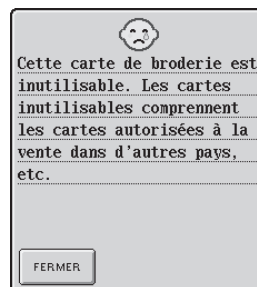 Cette carte de broderie est
inutilisable. Les cartes
inutilisables comprennent
les cartes autorisées à la
vente dans d'autres pays,
etc.
FERMER